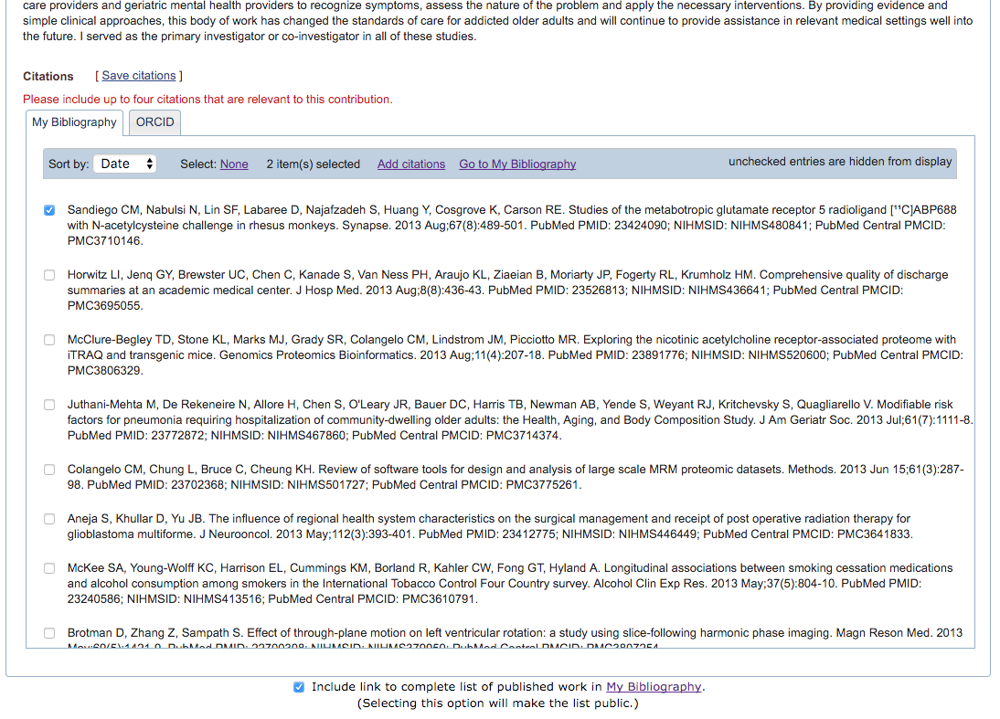 care providers and geriatric mental health providers to recognize symptoms, assess the nature of the problem and apply the necessary interventions. By providing evidence and
simple clinical approaches, this body of work has changed the standards of care for addicted older adults and will continue to provide assistance in relevant medical settings well into
the future. I served as the primary investigator or co-investigator in all of these studies.
Citations [ Save citations ]
Please include up to four citations that are relevant to this contribution.
My Bibliography ORCID
Sort by: Date Select: None 2 item(s) selected Add citations Go to My Bibliography unchecked entries are hidden from display
Sandiego CM, Nabulsi N, Lin SF, Labaree D, Najafzadeh S, Huang Y, Cosgrove K, Carson RE. Studies of the metabotropic glutamate receptor 5 radioligand [¹¹C]ABP688
with N-acetylcysteine challenge in rhesus monkeys. Synapse. 2013 Aug;67(8):489-501. PubMed PMID: 23424090; NIHMSID: NIHMS480841; PubMed Central PMCID:
PMC3710146.
Horwitz LI, Jenq GY, Brewster UC, Chen C, Kanade S, Van Ness PH, Araujo KL, Ziaeian B, Moriarty JP, Fogerty RL, Krumholz HM. Comprehensive quality of discharge
summaries at an academic medical center. J Hosp Med. 2013 Aug;8(8):436-43. PubMed PMID: 23526813; NIHMSID: NIHMS436641; PubMed Central PMCID:
PMC3695055.
McClure-Begley TD, Stone KL, Marks MJ, Grady SR, Colangelo CM, Lindstrom JM, Picciotto MR. Exploring the nicotinic acetylcholine receptor-associated proteome with
iTRAQ and transgenic mice. Genomics Proteomics Bioinformatics. 2013 Aug;11(4):207-18. PubMed PMID: 23891776; NIHMSID: NIHMS520600; PubMed Central PMCID:
PMC3806329.
Juthani-Mehta M, De Rekeneire N, Allore H, Chen S, O'Leary JR, Bauer DC, Harris TB, Newman AB, Yende S, Weyant RJ, Kritchevsky S, Quagliarello V. Modifiable risk
factors for pneumonia requiring hospitalization of community-dwelling older adults: the Health, Aging, and Body Composition Study. J Am Geriatr Soc. 2013 Jul;61(7):1111-8.
PubMed PMID: 23772872; NIHMSID: NIHMS467860; PubMed Central PMCID: PMC3714374.
Colangelo CM, Chung L, Bruce C, Cheung KH. Review of software tools for design and analysis of large scale MRM proteomic datasets. Methods. 2013 Jun 15;61(3):287-
98. PubMed PMID: 23702368; NIHMSID: NIHMS501727; PubMed Central PMCID: PMC3775261.
Aneja S, Khullar D, Yu JB. The influence of regional health system characteristics on the surgical management and receipt of post operative radiation therapy for
glioblastoma multiforme. J Neurooncol. 2013 May;112(3):393-401. PubMed PMID: 23412775; NIHMSID: NIHMS446449; PubMed Central PMCID: PMC3641833.
McKee SA, Young-Wolff KC, Harrison EL, Cummings KM, Borland R, Kahler CW, Fong GT, Hyland A. Longitudinal associations between smoking cessation medications
and alcohol consumption among smokers in the International Tobacco Control Four Country survey. Alcohol Clin Exp Res. 2013 May;37(5):804-10. PubMed PMID:
23240586; NIHMSID: NIHMS413516; PubMed Central PMCID: PMC3610791.
Brotman D, Zhang Z, Sampath S. Effect of through-plane motion on left ventricular rotation: a study using slice-following harmonic phase imaging. Magn Reson Med. 2013
PubMed PMID: NIHMSID: PubMed Central PMCID:
Include link to complete list of published work in My Bibliography.
(Selecting this option will make the list public.)